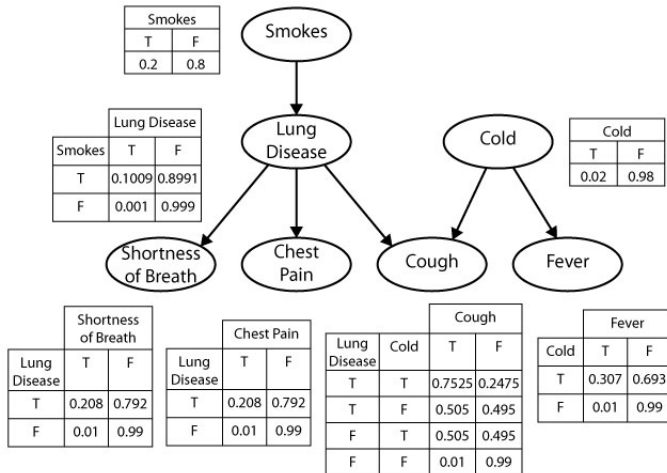 Smokes
T F
0.2 0.8
Smokes
Lung Disease
Smokes T F
T 0.1009 0.8991
F 0.001 0.999
Lung
Disease
Cold
Cold
T F
0.02 0.98
Shortness
of Breath
Chest
Pain
Cough
Fever
Shortness
of Breath
Lung
Disease
T F
T 0.208 0.792
F 0.01 0.99
Chest Pain
Lung
Disease
T F
T 0.208 0.792
F 0.01 0.99
Cough
Lung
Disease
Cold T F
T T 0.7525 0.2475
T F 0.505 0.495
F T 0.505 0.495
F F 0.01 0.99
Fever
Cold T F
T 0.307 0.693
F 0.01 0.99